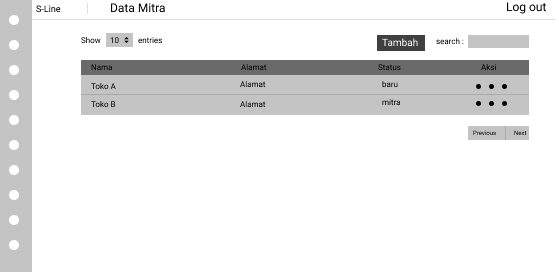 S-Line Data Mitra Log out
Show 10 entries Tambah search :
Nama Alamat Status Aksi
Toko A Alamat baru
Toko B Alamat mitra
Previous Next